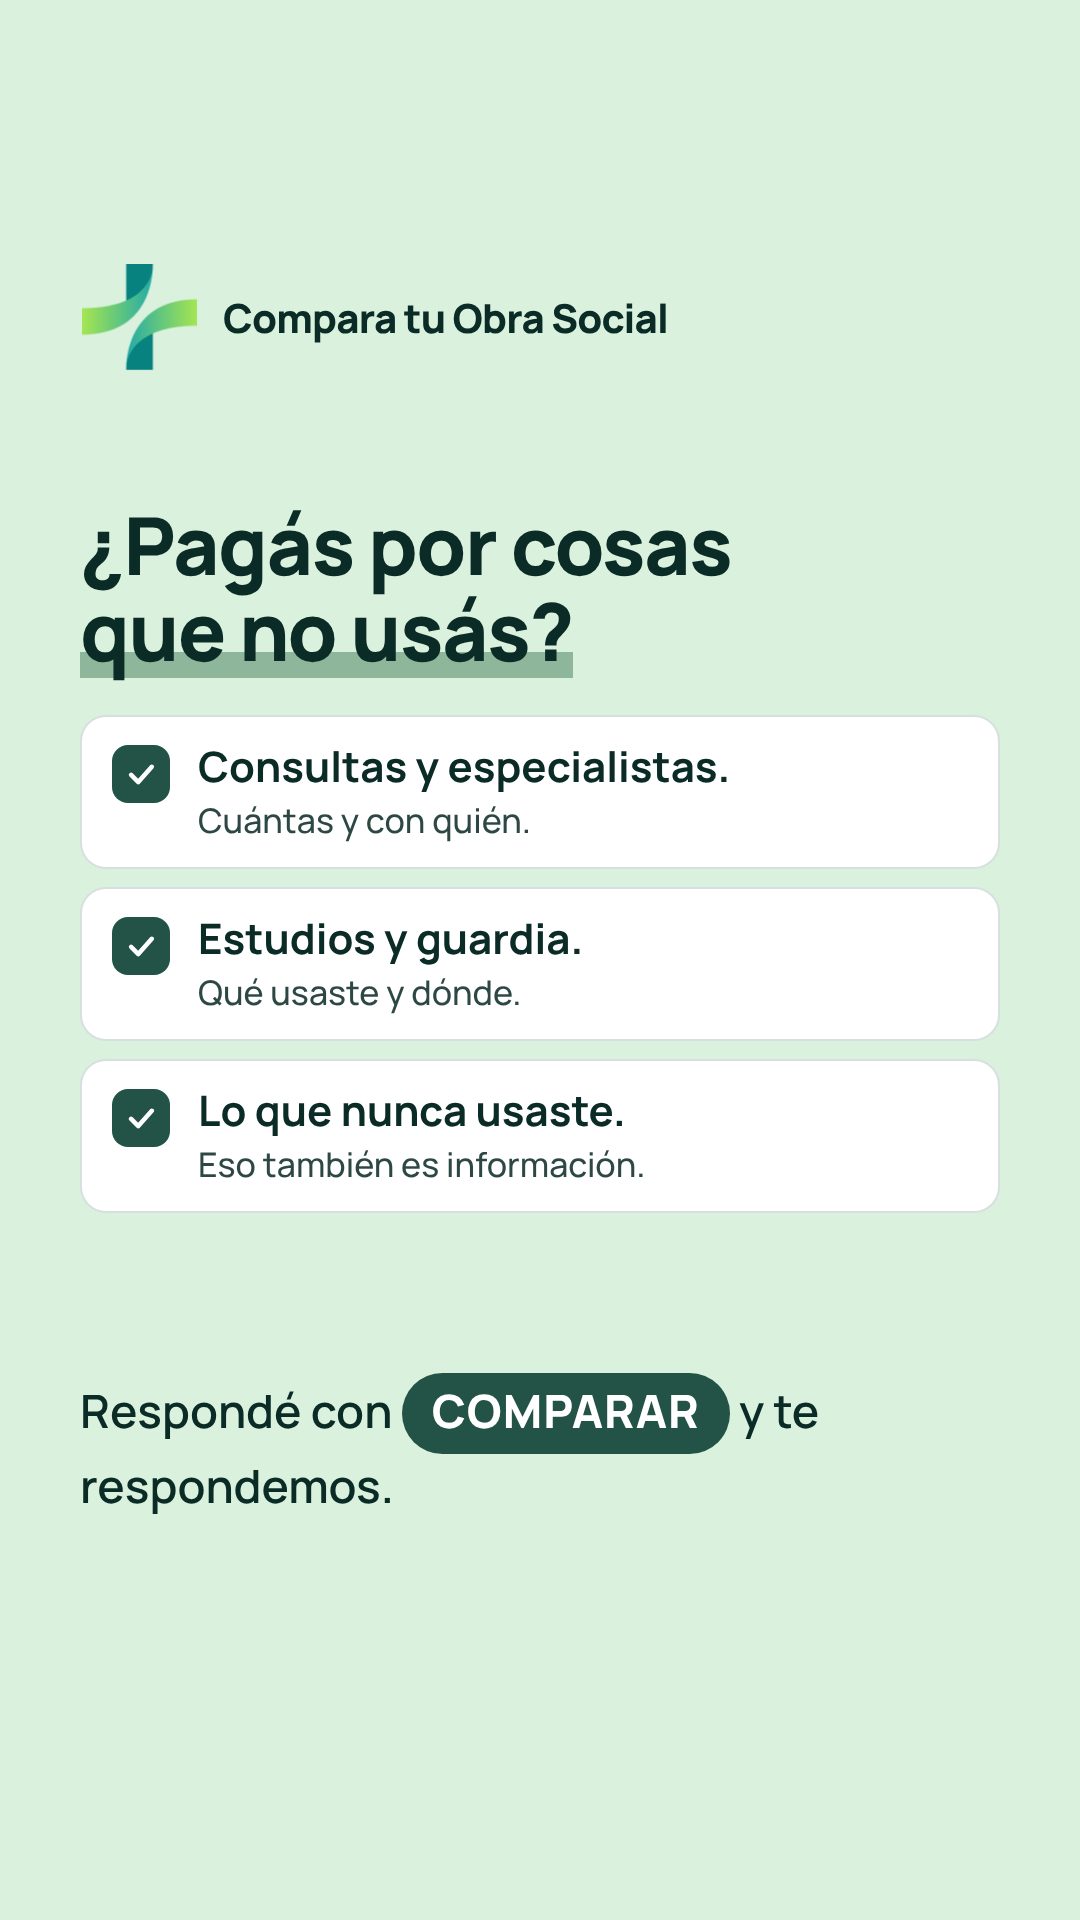 Compara tu Obra Social
¿Pagás por cosas
que no usás?
Consultas y especialistas.
Cuántas y con quién.
Estudios y guardia.
Qué usaste y dónde.
Lo que nunca usaste.
Eso también es información.
Respondé con COMPARAR y te
respondemos.